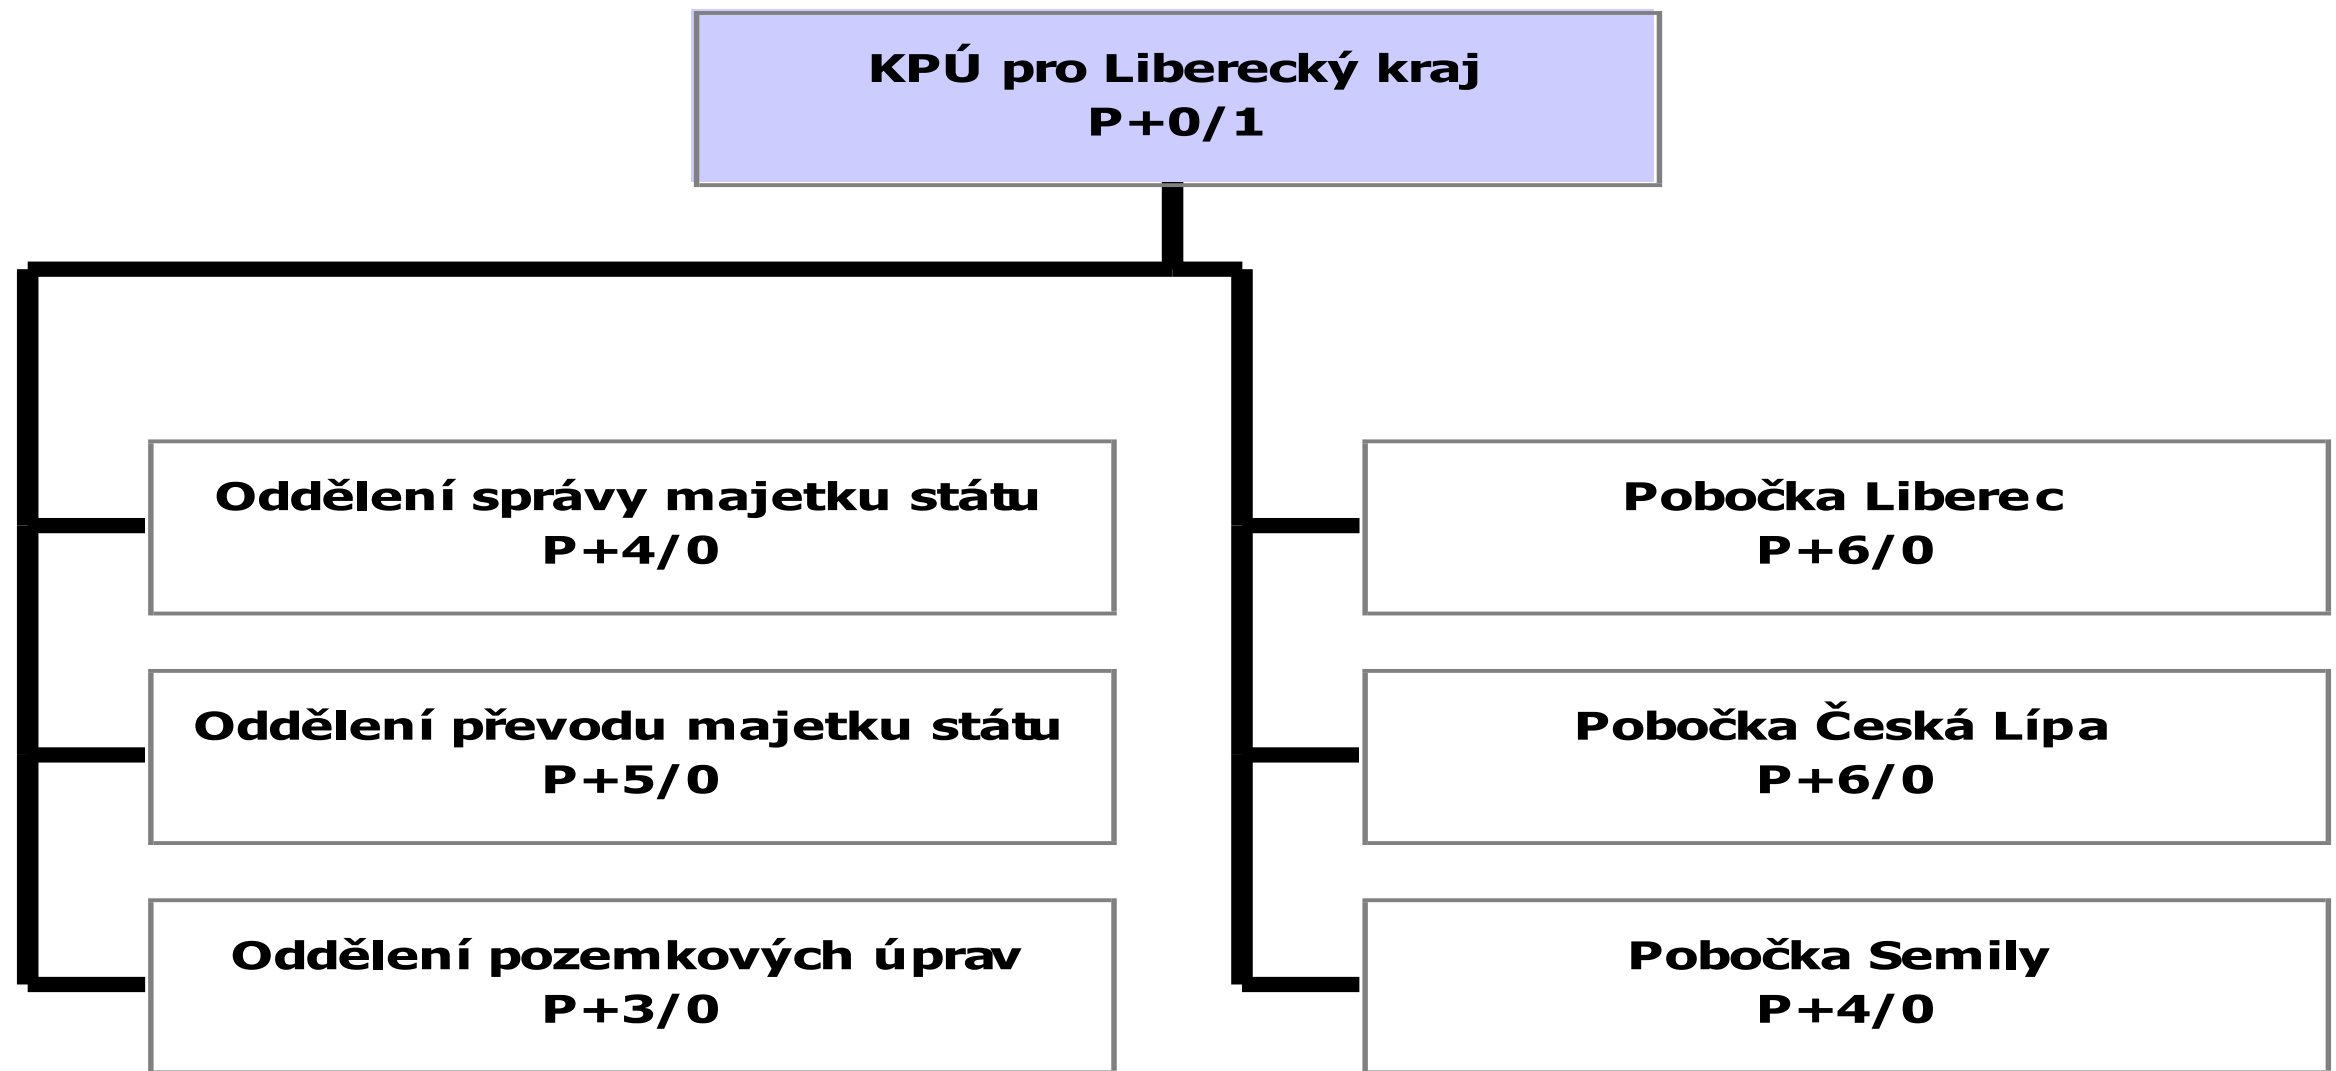 KPÚ pro Liberecký kraj
P+0/1
Oddělení správy majetku státu
P+4/0
Oddělení převodu majetku státu
P+5/0
Oddělení pozemkových úprav
P+3/0
Pobočka Liberec
P+6/0
Pobočka Česká Lípa
P+6/0
Pobočka Semily
P+4/0